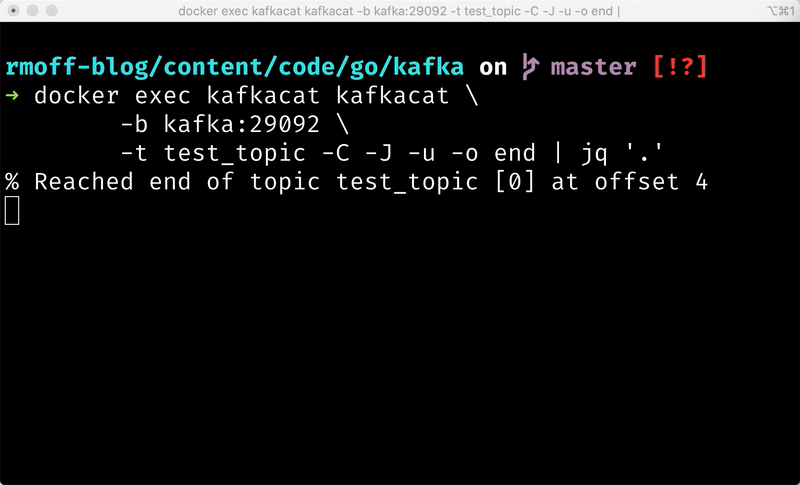 docker exec kafkacat kafkacat -b kafka:29092 -t test_topic -C -J -u -o end | ⌥⌘1
rmoff-blog/content/code/go/kafka on master [!?]
→ docker exec kafkacat kafkacat \
-b kafka:29092 \
-t test_topic -C -J -u -o end | jq '.'
% Reached end of topic test_topic [0] at offset 4